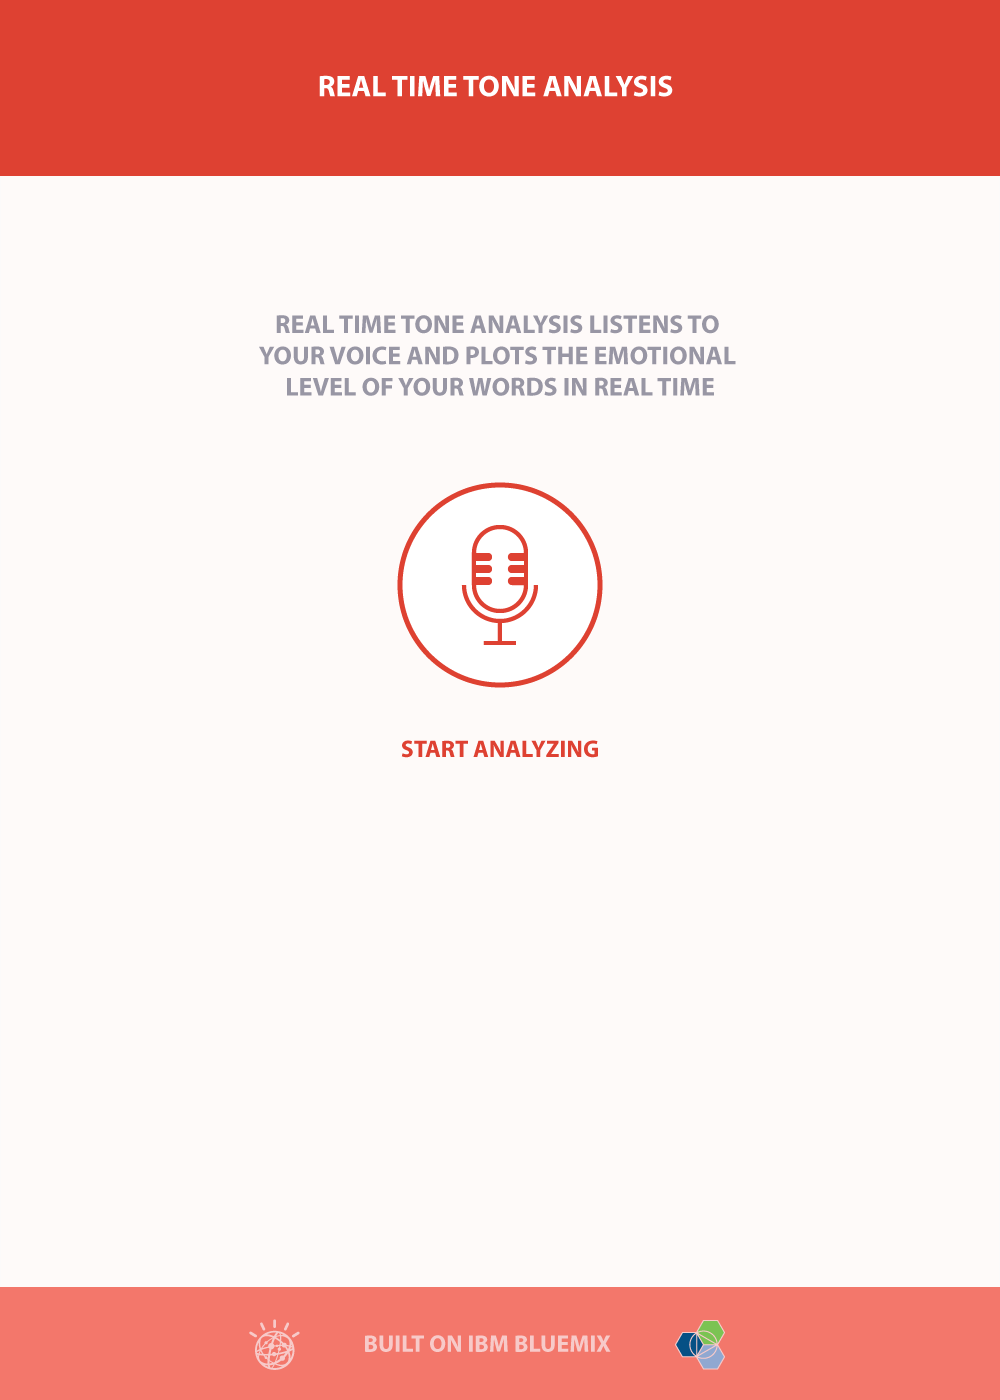 REAL TIME TONE ANALYSIS
REAL TIME TONE ANALYSIS LISTENS TO
YOUR VOICE AND PLOTS THE EMOTIONAL
LEVEL OF YOUR WORDS IN REAL TIME
START ANALYZING
BUILT ON IBM BLUEMIX